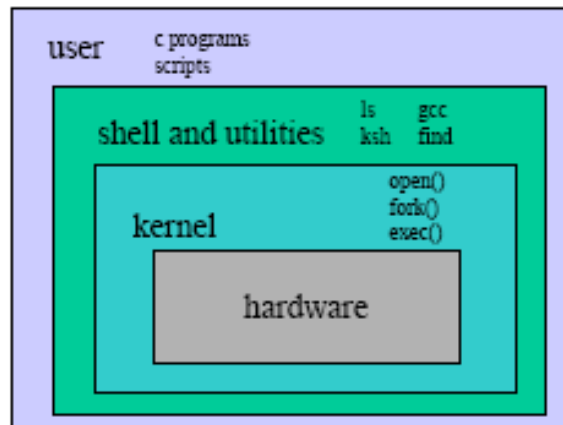 user
c programs
scripts
shell and utilities
ls gcc
ksh find
kernel
open()
fork()
exec()
hardware